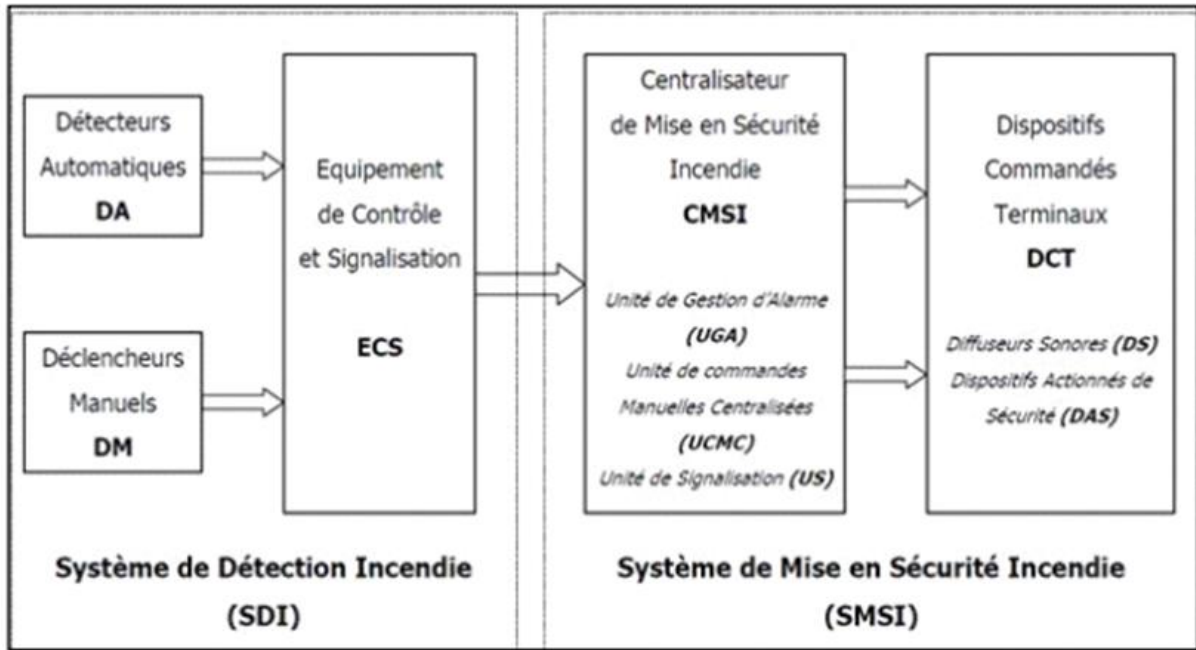 Détecteurs
Automatiques
DA
Déclencheurs
Manuels
DM
Equipement
de Contrôle
et Signalisation
ECS
Système de Détection Incendie
(SDI)
Centralisateur
de Mise en Sécurité
Incendie
CMSI
Unité de Gestion d'Alarme
(UGA)
Unité de commandes
Manuelles Centralisées
(UCMC)
Unité de Signalisation (US)
Dispositifs
Commandés
Terminaux
DCT
Diffuseurs Sonores (DS)
Dispositifs Actionnés de
Sécurité (DAS)
Système de Mise en Sécurité Incendie
(SMSI)